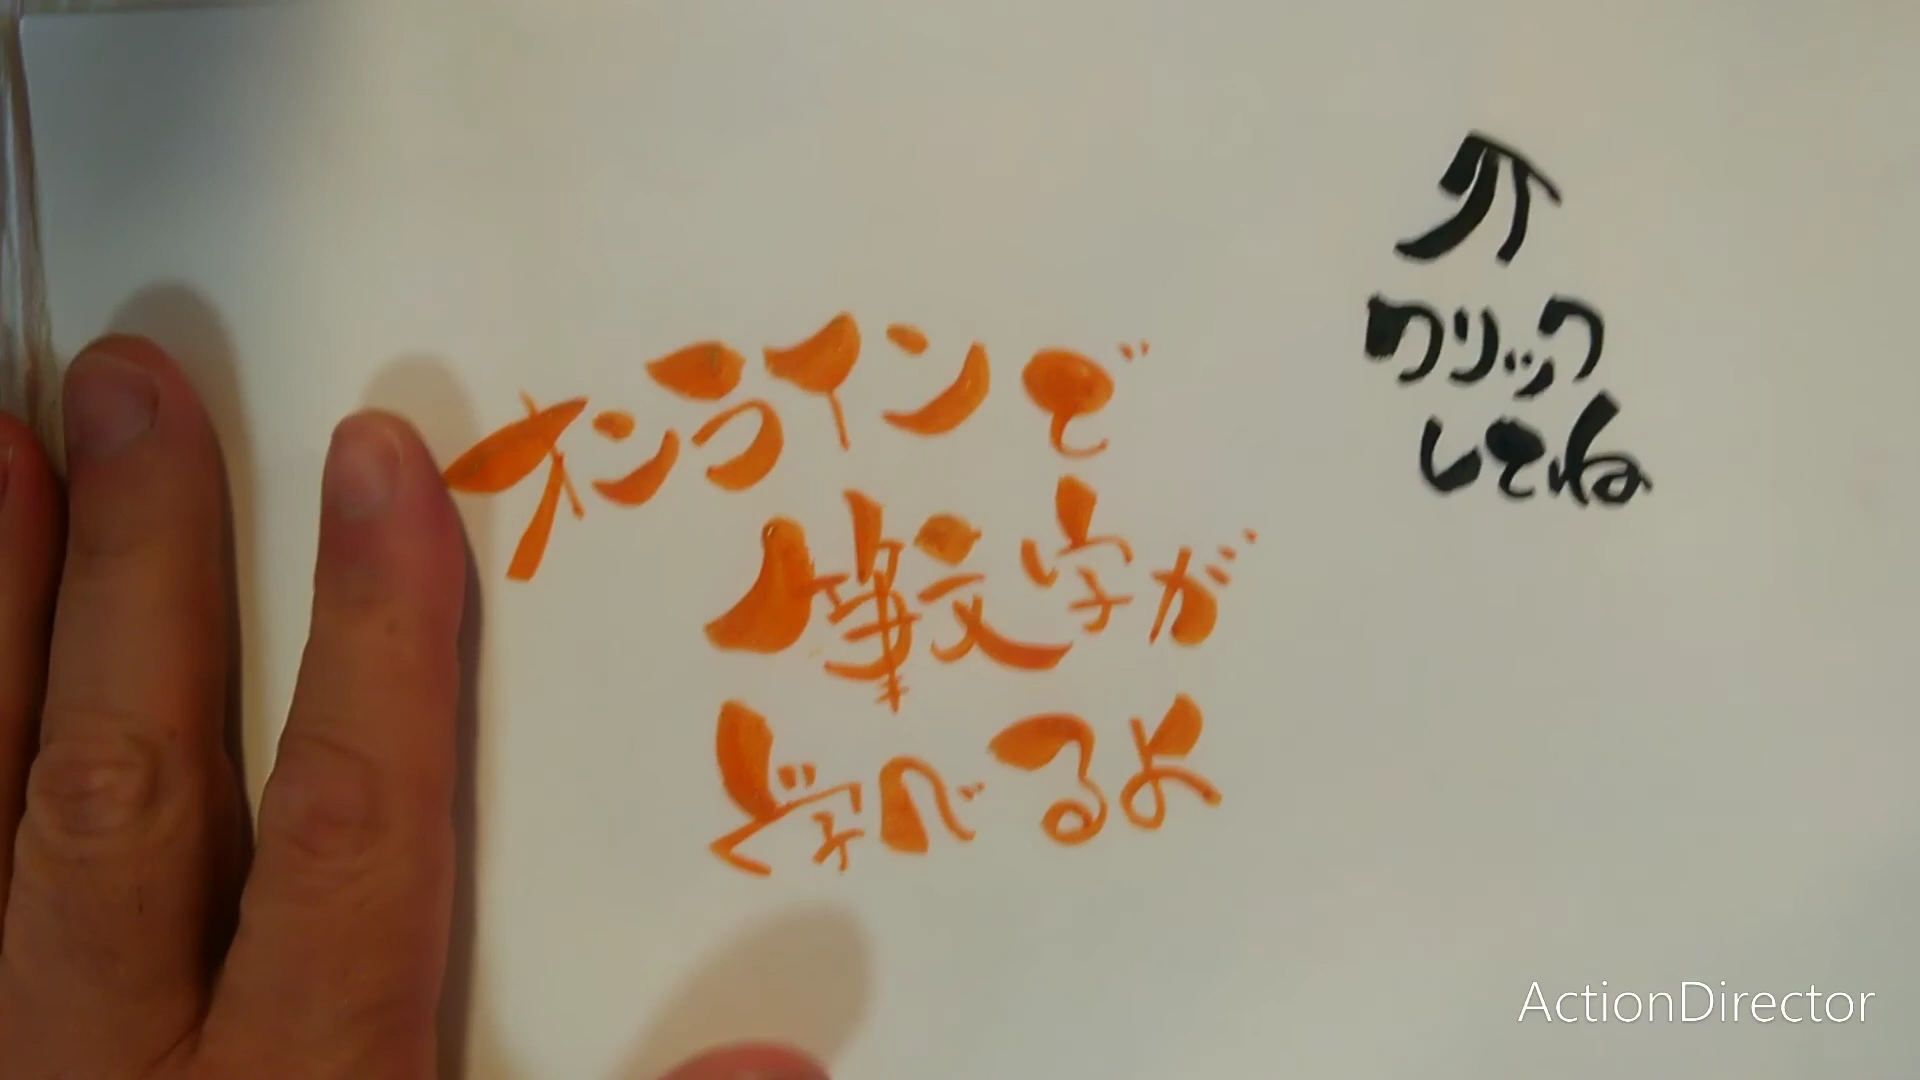 オンラインで
筆文字が
学べるよ
⇑
クリック
してね
ActionDirector